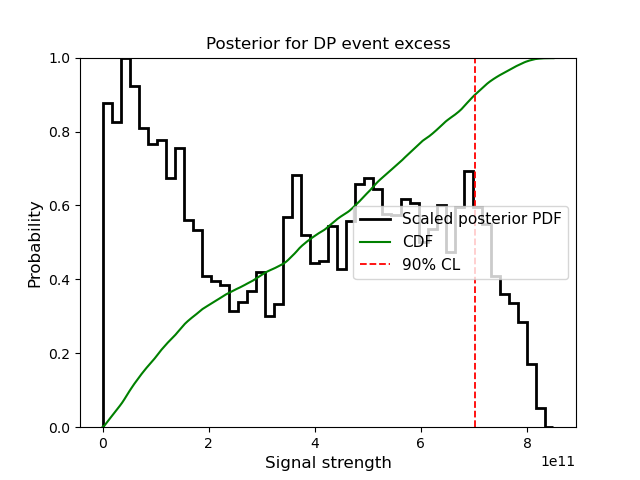 Posterior for DP event excess
1.0
0.8
0.6
0.4
0.2
0.0
Probability
Scaled posterior PDF
CDF
90% CL
0 2 4 6 8
1e11
Signal strength